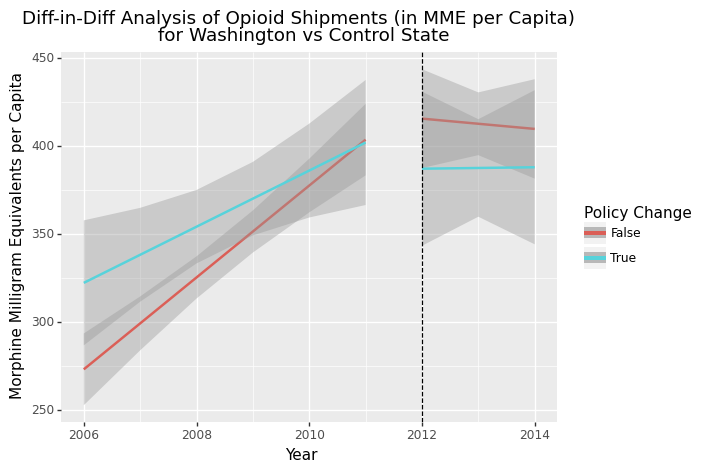 Diff-in-Diff Analysis of Opioid Shipments (in MME per Capita)
for Washington vs Control State
Morphine Milligram Equivalents per Capita
450
400
350
300
250
2006
2008
2010
2012
2014
Year
Policy Change
False
True